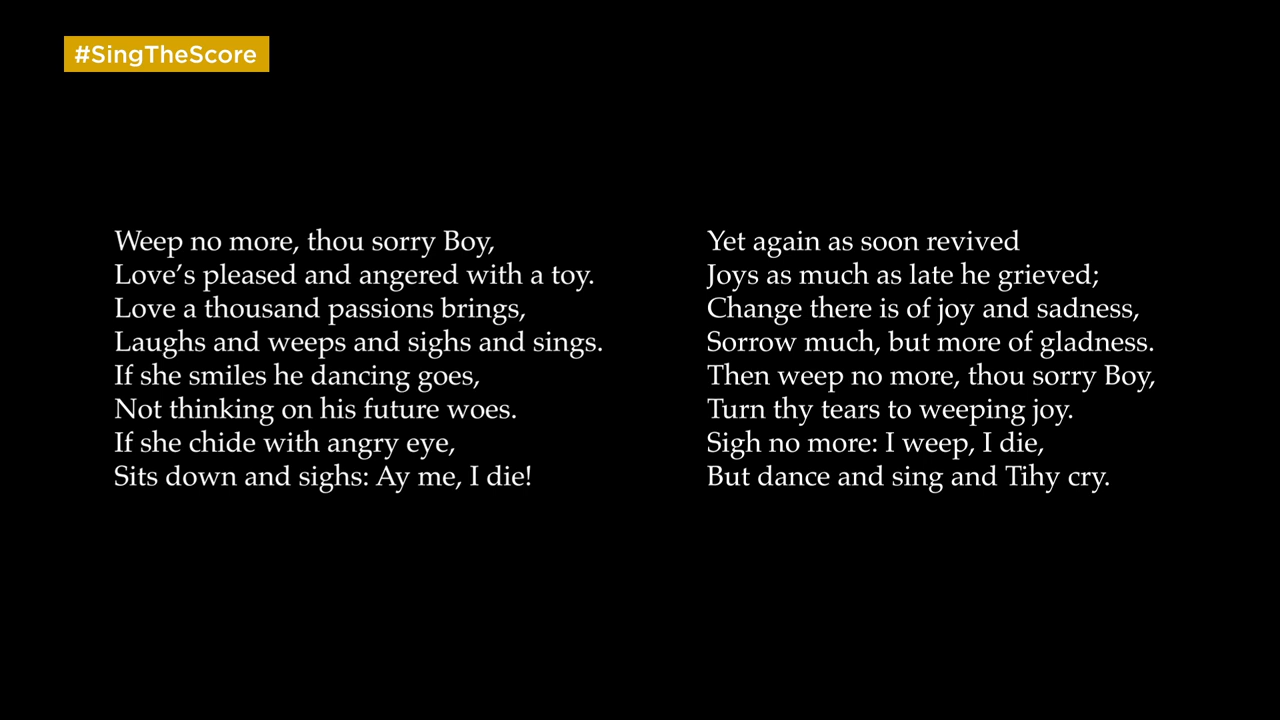 #SingTheScore
Weep no more, thou sorry Boy,
Love’s pleased and angered with a toy.
Love a thousand passions brings,
Laughs and weeps and sighs and sings.
If she smiles he dancing goes,
Not thinking on his future woes.
If she chide with angry eye,
Sits down and sighs: Ay me, I die!
Yet again as soon revived
Joys as much as late he grieved;
Change there is of joy and sadness,
Sorrow much, but more of gladness.
Then weep no more, thou sorry Boy,
Turn thy tears to weeping joy.
Sigh no more: I weep, I die,
But dance and sing and Tihy cry.